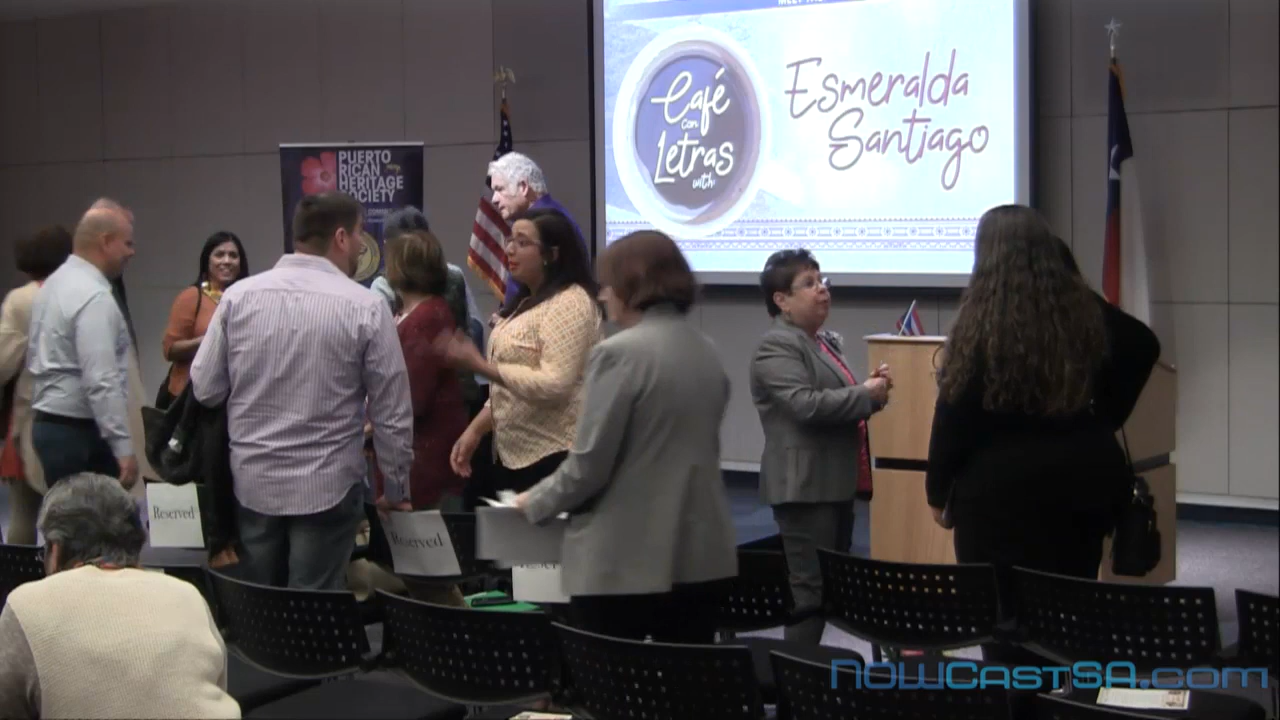 Café
con
Letras
with
Esmeralda
Santiago
PUERTO
RICAN
HERITAGE
SOCIETY
Reserved
Reserved
NowCastSA.com